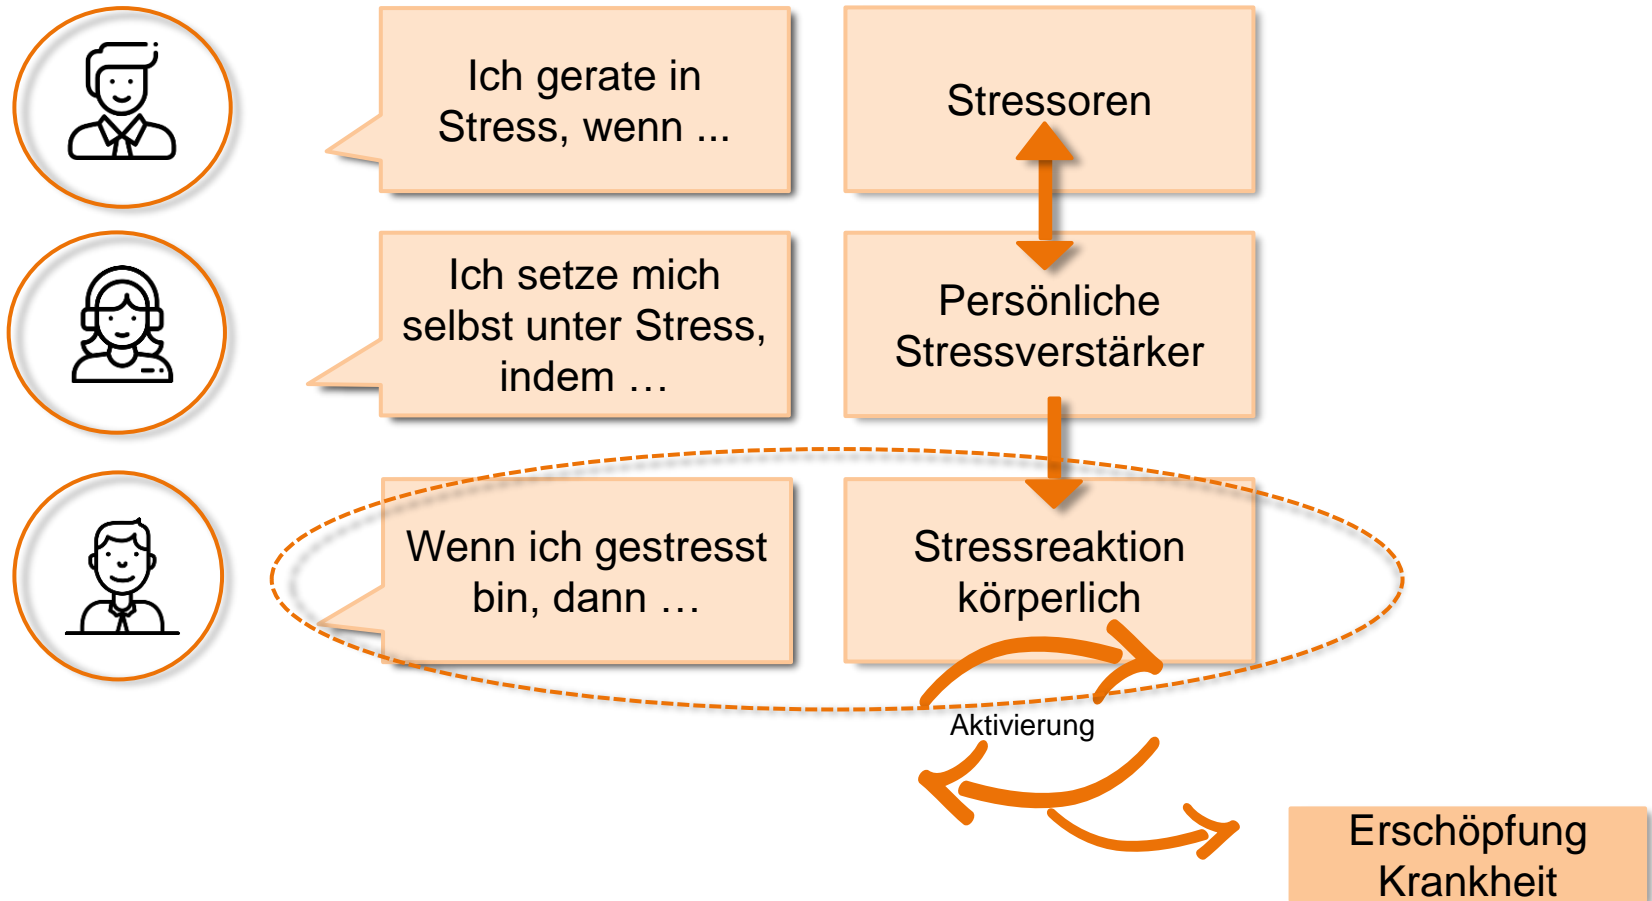 Ich gerate in
Stress, wenn ...
Stressoren
Ich setze mich
selbst unter Stress,
indem …
Persönliche
Stressverstärker
Wenn ich gestresst
bin, dann …
Stressreaktion
körperlich
Aktivierung
Erschöpfung
Krankheit